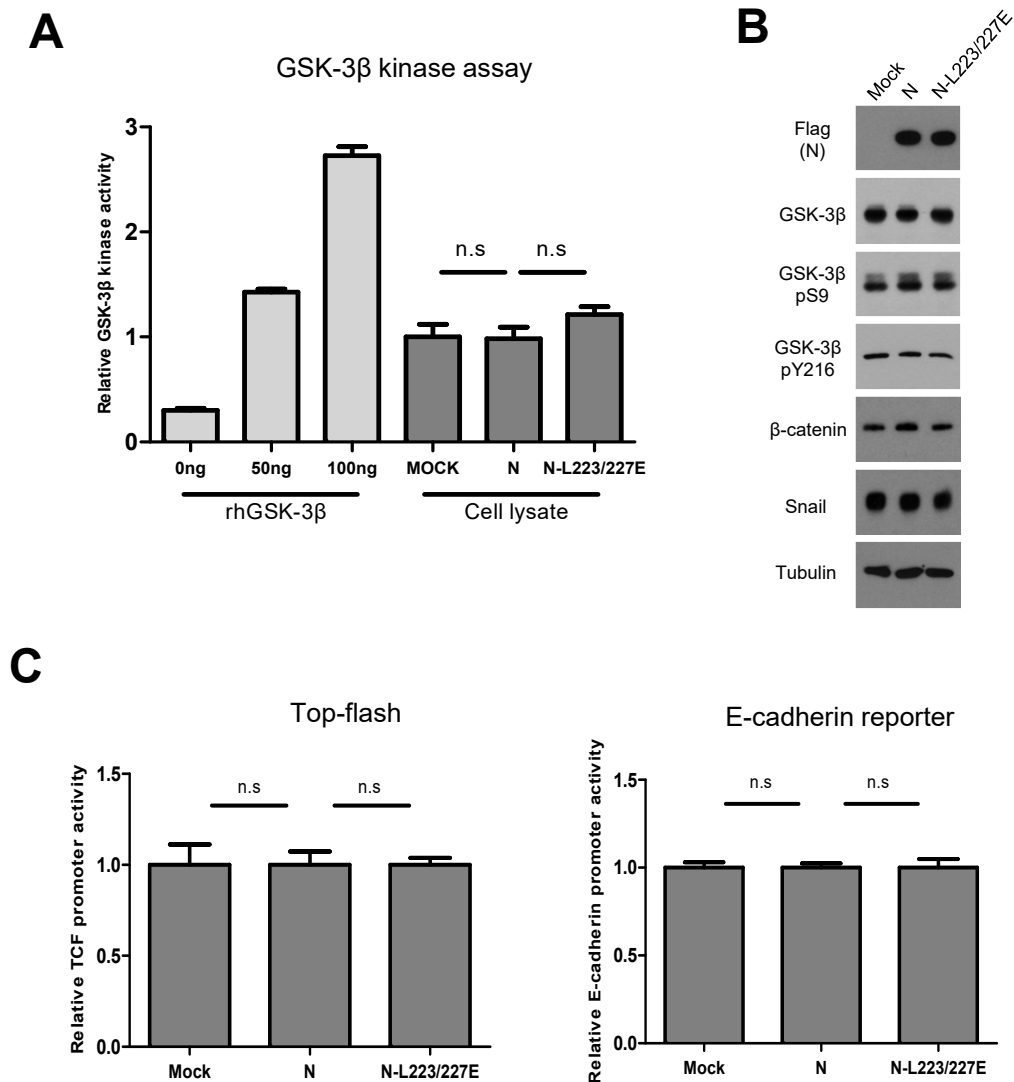 A
GSK-3β kinase assay
Relative GSK-3β kinase activity
3
2
1
0
n.s
n.s
0ng 50ng 100ng MOCK N N-L223/227E
rhGSK-3β Cell lysate
B
Mock N N-L223/227E
Flag
(N)
GSK-3β
GSK-3β
pS9
GSK-3β
pY216
β-catenin
Snail
Tubulin
C
Top-flash
Relative TCF promoter activity
1.5
1.0
0.5
0.0
n.s
n.s
Mock N N-L223/227E
E-cadherin reporter
Relative E-cadherin promoter activity
1.5
1.0
0.5
0.0
n.s
n.s
Mock N N-L223/227E